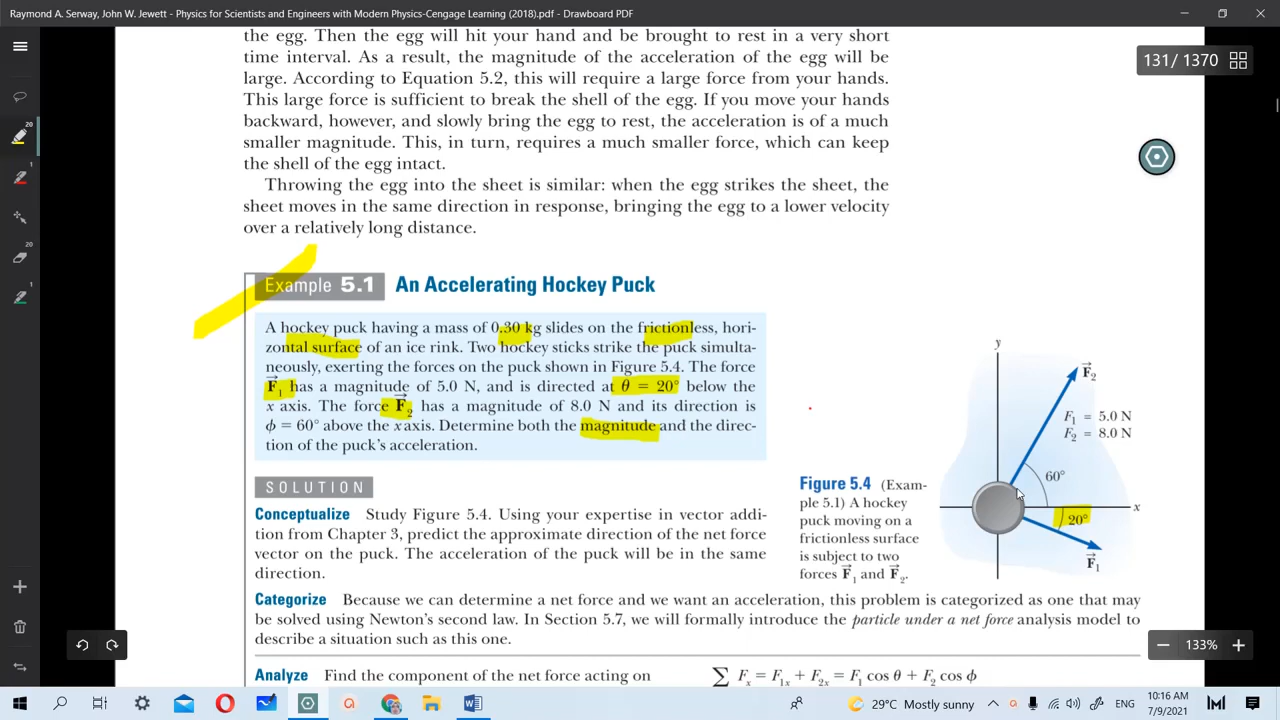 Raymond A. Serway, John W. Jewett - Physics for Scientists and Engineers with Modern Physics-Cengage Learning (2018).pdf - Drawboard PDF
131/ 1370
the egg. Then the egg will hit your hand and be brought to rest in a very short
time interval. As a result, the magnitude of the acceleration of the egg will be
large. According to Equation 5.2, this will require a large force from your hands.
This large force is sufficient to break the shell of the egg. If you move your hands
backward, however, and slowly bring the egg to rest, the acceleration is of a much
smaller magnitude. This, in turn, requires a much smaller force, which can keep
the shell of the egg intact.
Throwing the egg into the sheet is similar: when the egg strikes the sheet, the
sheet moves in the same direction in response, bringing the egg to a lower velocity
over a relatively long distance.
Example 5.1 An Accelerating Hockey Puck
A hockey puck having a mass of 0.30 kg slides on the frictionless, hori-
zontal surface of an ice rink. Two hockey sticks strike the puck simulta-
neously, exerting the forces on the puck shown in Figure 5.4. The force
F⃗₁ has a magnitude of 5.0 N, and is directed at θ = 20° below the
x axis. The force F⃗₂ has a magnitude of 8.0 N and its direction is
ϕ = 60° above the x axis. Determine both the magnitude and the direc-
tion of the puck's acceleration.
SOLUTION
Conceptualize Study Figure 5.4. Using your expertise in vector addi-
tion from Chapter 3, predict the approximate direction of the net force
vector on the puck. The acceleration of the puck will be in the same
direction.
y
F⃗₂
F₁ = 5.0 N
F₂ = 8.0 N
60°
x
20°
F⃗₁
Figure 5.4 (Exam-
ple 5.1) A hockey
puck moving on a
frictionless surface
is subject to two
forces F⃗₁ and F⃗₂.
Categorize Because we can determine a net force and we want an acceleration, this problem is categorized as one that may
be solved using Newton's second law. In Section 5.7, we will formally introduce the particle under a net force analysis model to
describe a situation such as this one.
Analyze Find the component of the net force acting on
∑ Fₓ = F₁ₓ + F₂ₓ = F₁ cos θ + F₂ cos ϕ
20
1
20
1
133%
29°C Mostly sunny
ENG
10:16 AM
7/9/2021